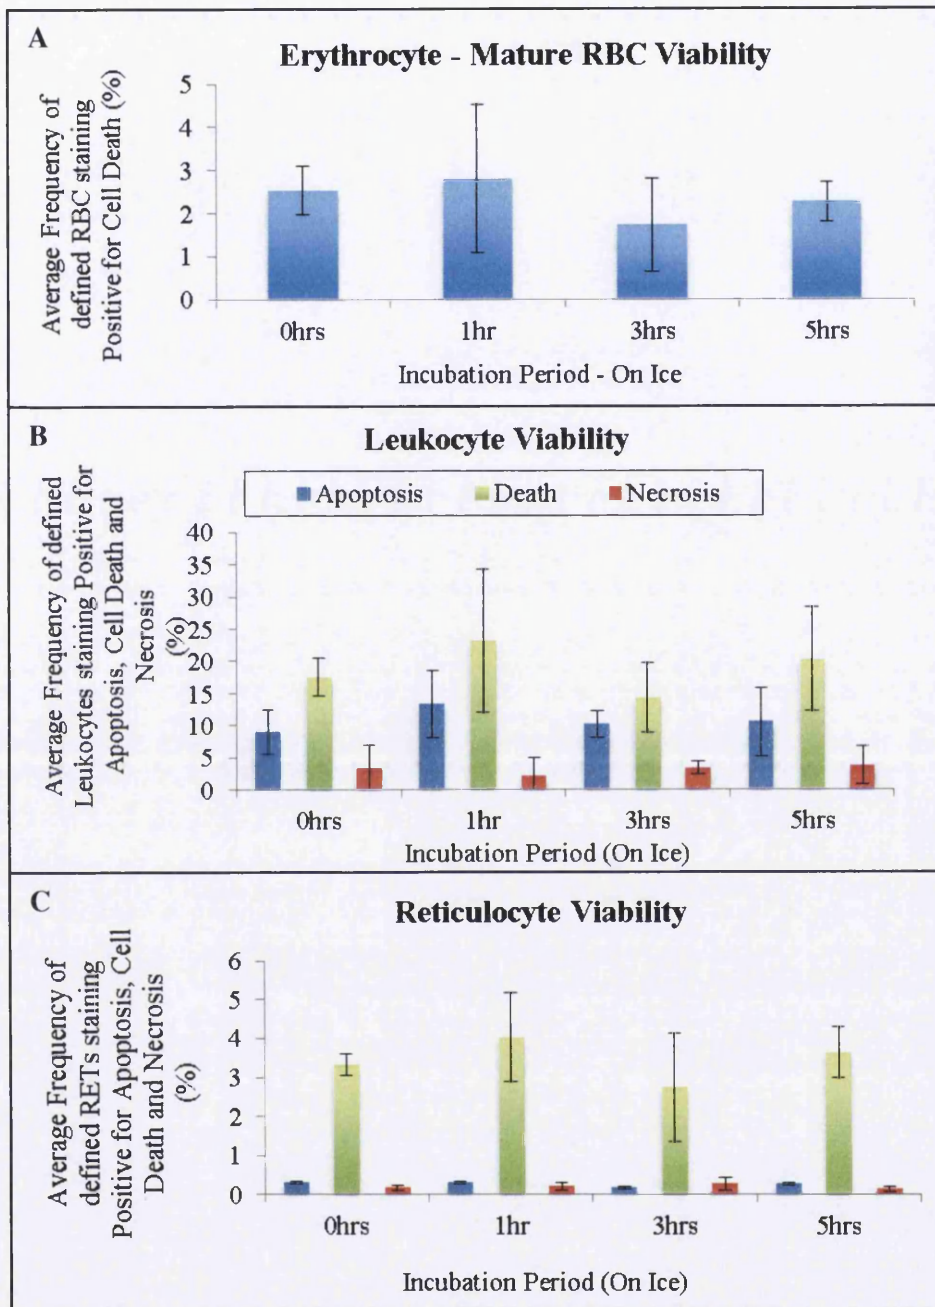 A
Erythrocyte - Mature RBC Viability
Average Frequency of
defined RBC staining
Positive for Cell Death (%)
5
4
3
2
1
0
0hrs 1hr 3hrs 5hrs
Incubation Period - On Ice
B
Leukocyte Viability
Apoptosis Death Necrosis
Average Frequency of defined
Leukocytes staining Positive for
Apoptosis, Cell Death and
Necrosis
(%)
40
35
30
25
20
15
10
5
0
0hrs 1hr 3hrs 5hrs
Incubation Period (On Ice)
C
Reticulocyte Viability
Average Frequency of
defined RETs staining
Positive for Apoptosis, Cell
Death and Necrosis
(%)
6
5
4
3
2
1
0
0hrs 1hr 3hrs 5hrs
Incubation Period (On Ice)